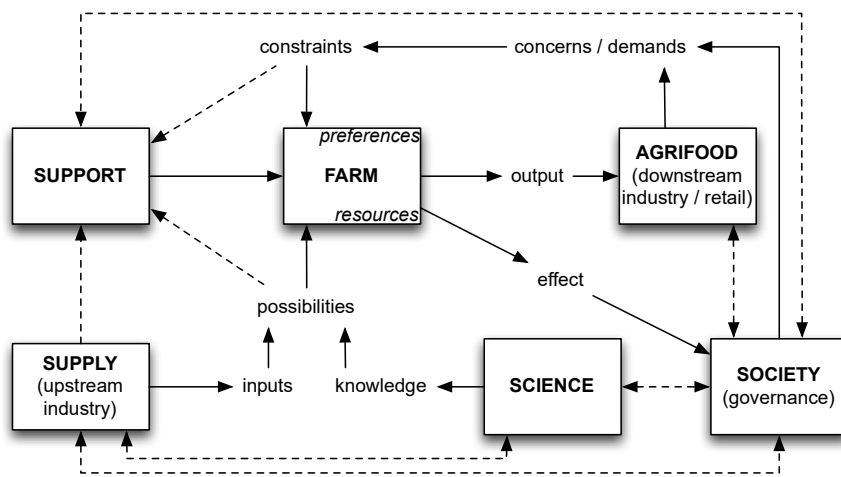 constraints
concerns / demands
SUPPORT
preferences
FARM
resources
output
AGRIFOOD
(downstream
industry / retail)
effect
possibilities
SUPPLY
(upstream
industry)
inputs
knowledge
SCIENCE
SOCIETY
(governance)